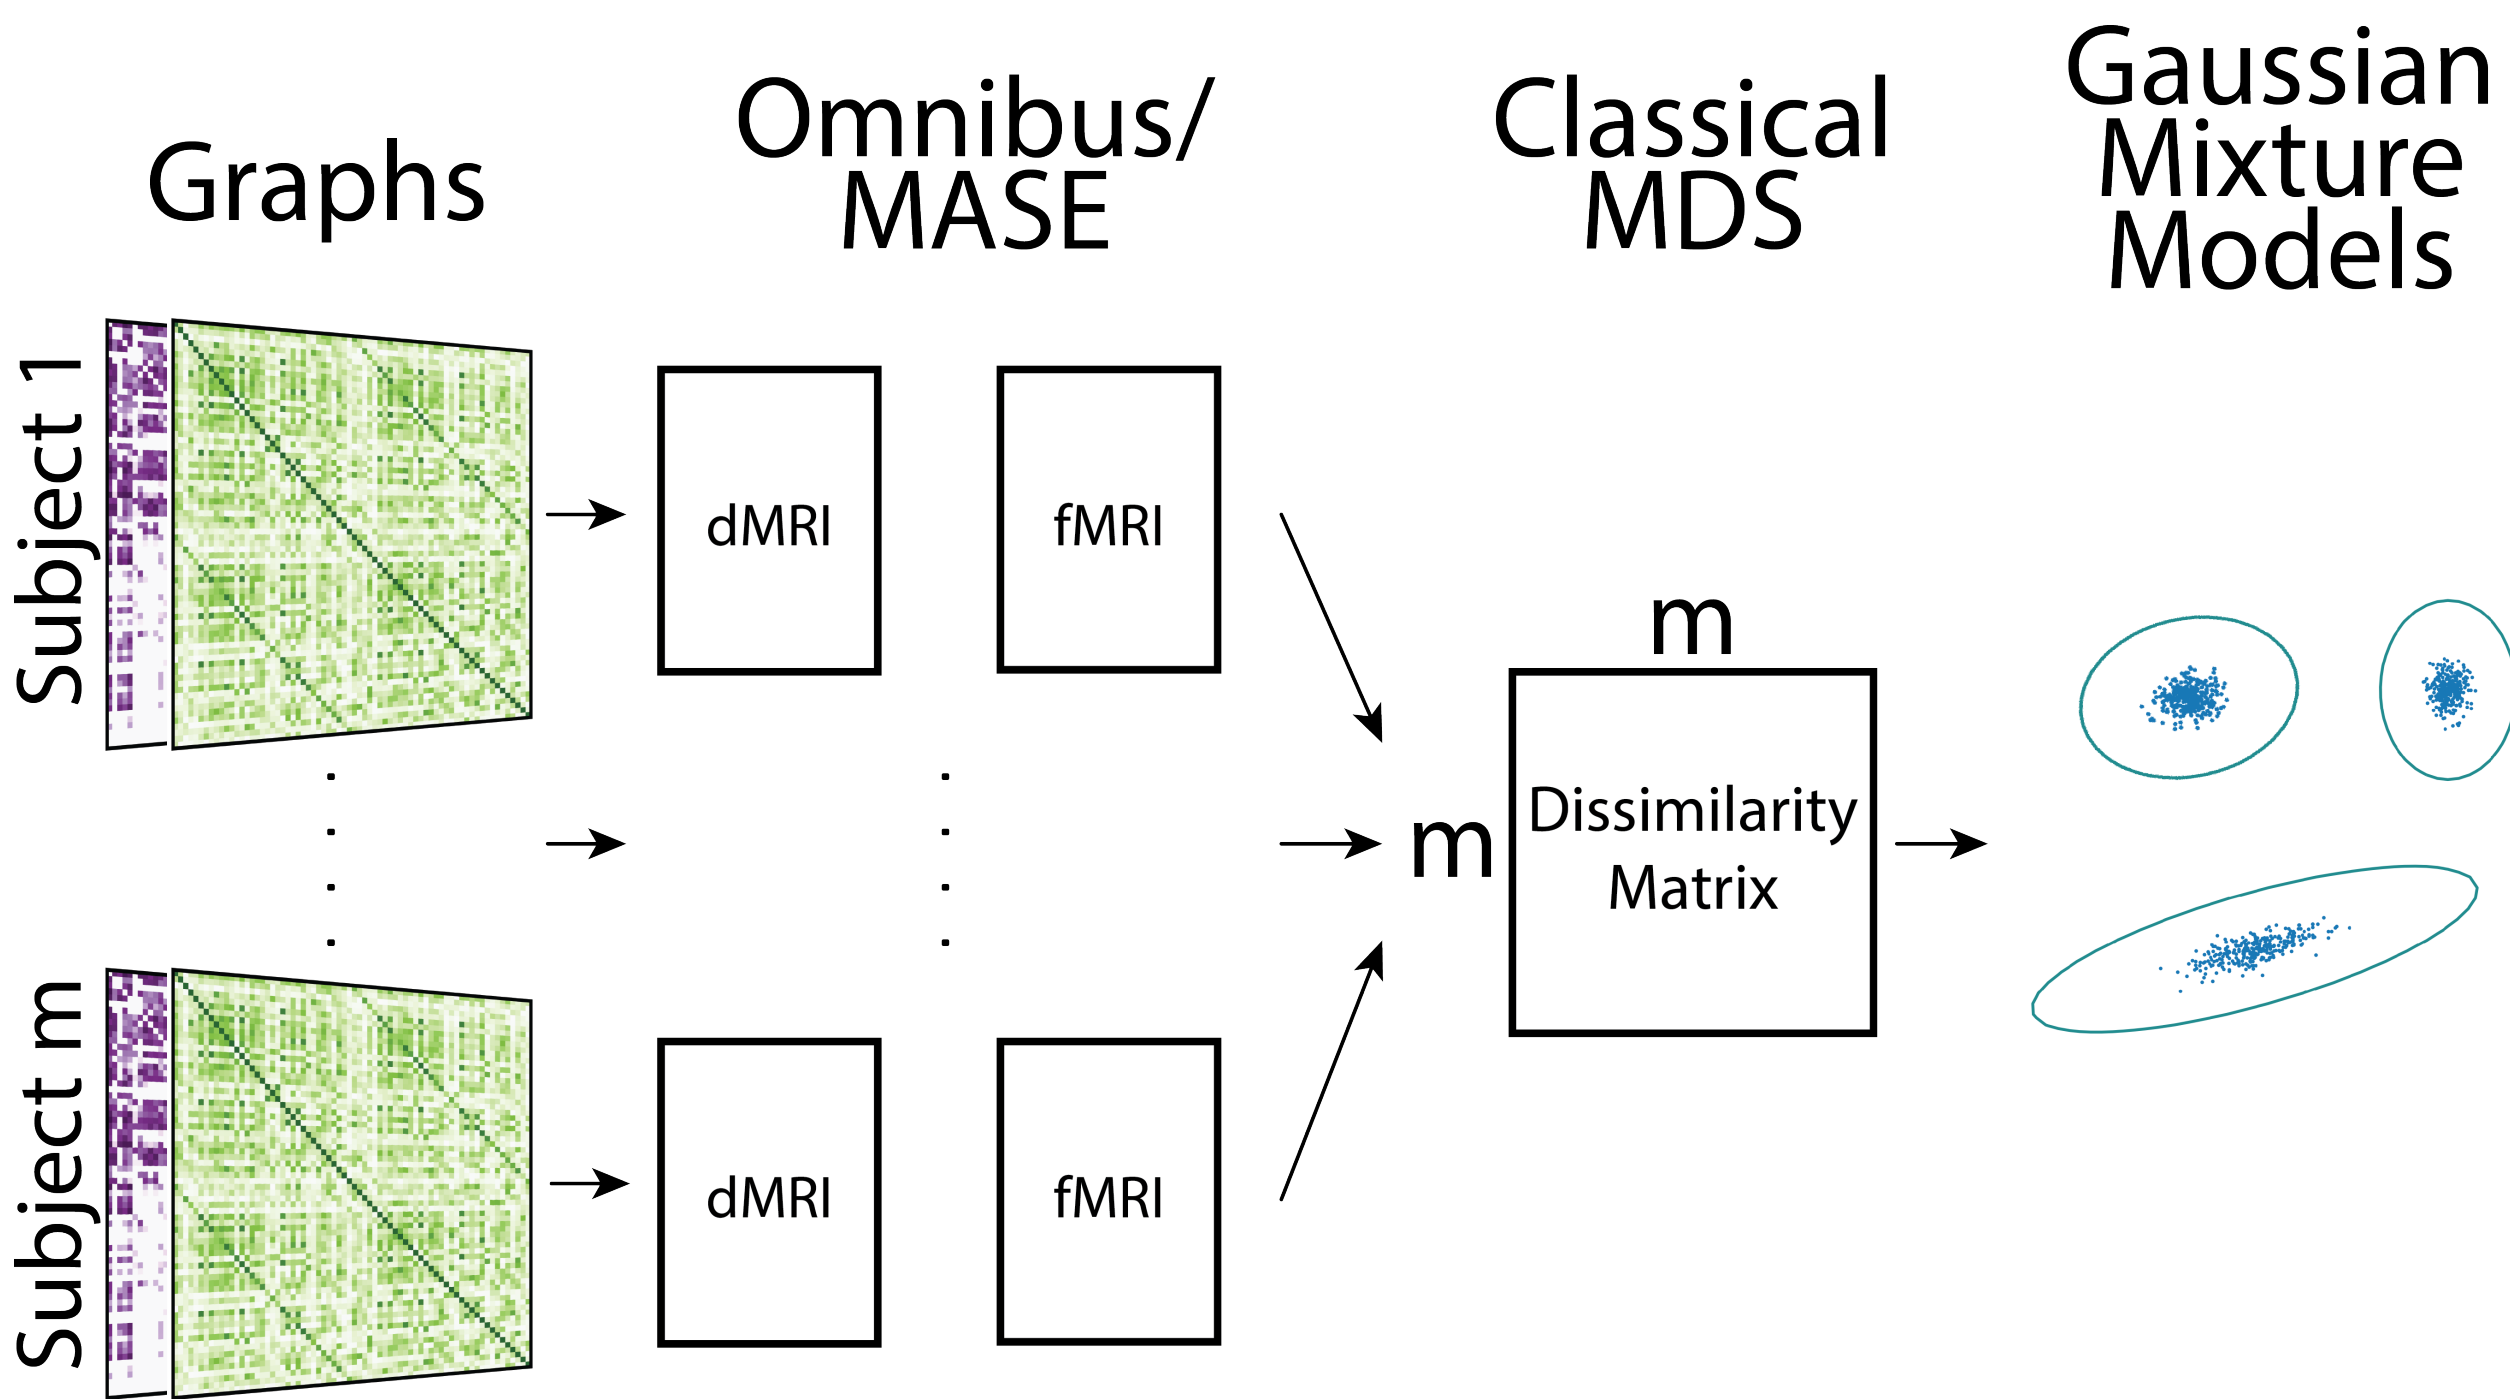 Graphs
Omnibus/
MASE
Classical
MDS
Gaussian
Mixture
Models
Subject 1
dMRI
fMRI
m
m
Dissimilarity
Matrix
Subject m
dMRI
fMRI